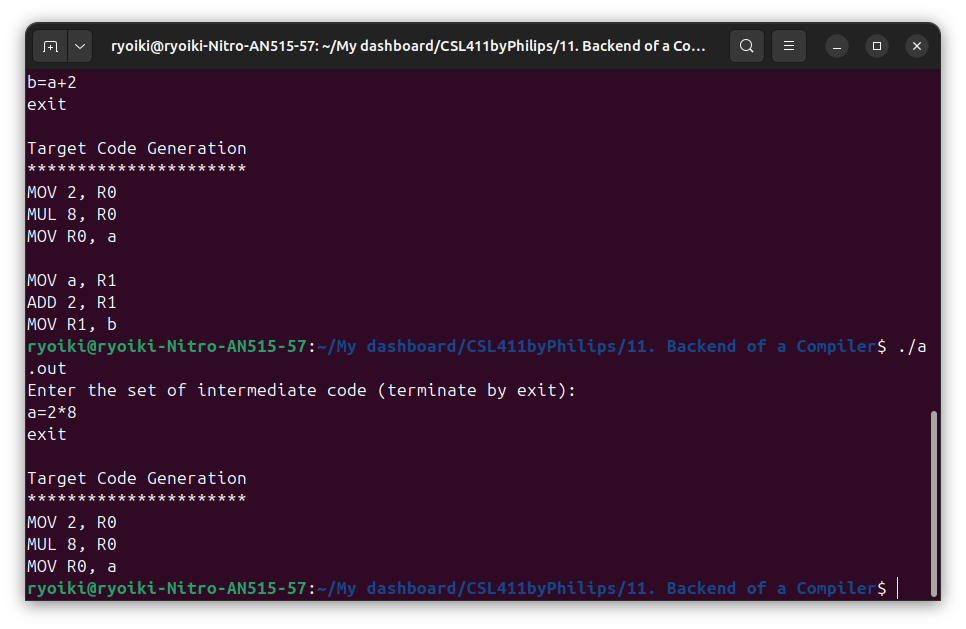 ryoiki@ryoiki-Nitro-AN515-57: ~/My dashboard/CSL411byPhilips/11. Backend of a Co...
b=a+2
exit
Target Code Generation
**********************
MOV 2, R0
MUL 8, R0
MOV R0, a
MOV a, R1
ADD 2, R1
MOV R1, b
ryoiki@ryoiki-Nitro-AN515-57:~/My dashboard/CSL411byPhilips/11. Backend of a Compiler$ ./a
.out
Enter the set of intermediate code (terminate by exit):
a=2*8
exit
Target Code Generation
**********************
MOV 2, R0
MUL 8, R0
MOV R0, a
ryoiki@ryoiki-Nitro-AN515-57:~/My dashboard/CSL411byPhilips/11. Backend of a Compiler$